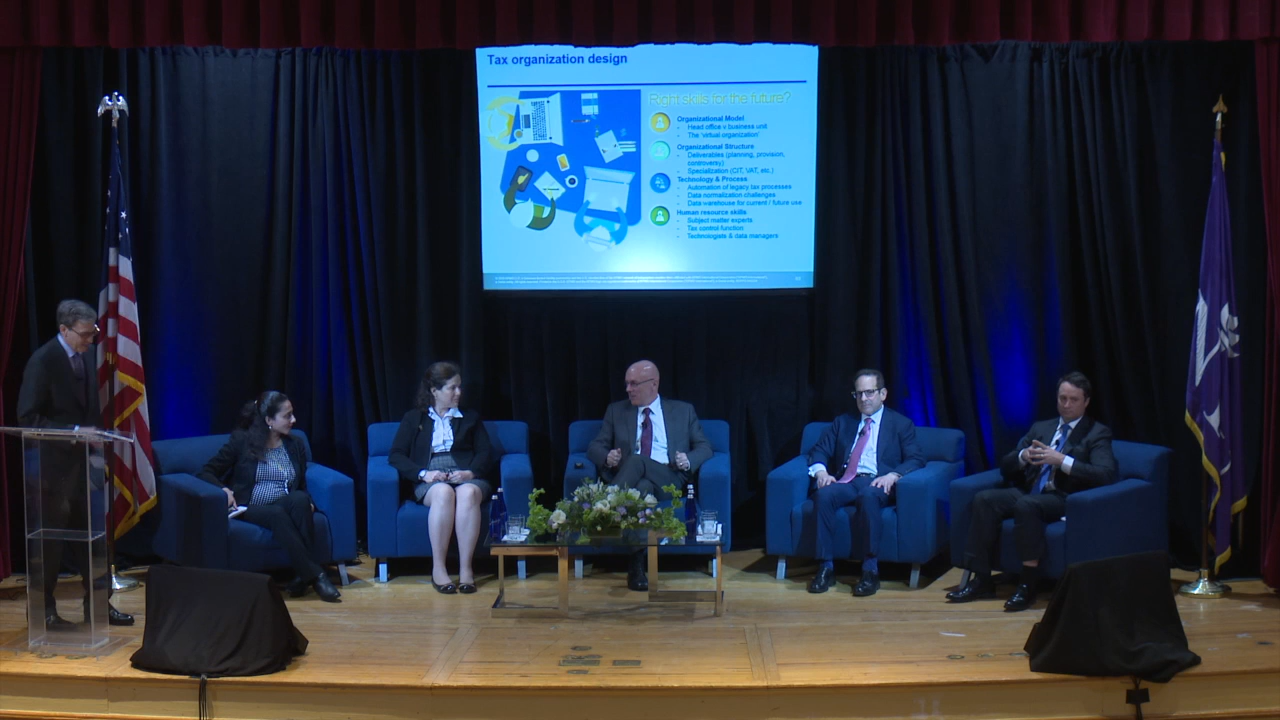 Tax organization design
Right skills for the future?
Organizational Model
- Head office v business unit
- The 'virtual organization'
Organizational Structure
- Deliverables (planning, provision,
controversy)
- Specialization (CIT, VAT, etc.)
Technology & Process
- Automation of legacy tax processes
- Data normalization challenges
- Data warehouse for current / future use
Human resource skills
- Subject matter experts
- Tax control function
- Technologists & data managers